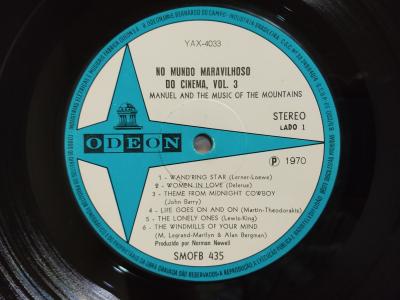 YAX-4033
NO MUNDO MARAVILHOSO
DO CINEMA, VOL. 3
MANUEL AND THE MUSIC OF THE MOUNTAINS
STEREO
LADO 1
ODEON
℗ 1970
1 - WAND'RING STAR (Lerner-Loewe)
2 - WOMEN IN LOVE (Delerue)
3 - THEME FROM MIDNIGHT COWBOY
(John Barry)
4 - LIFE GOES ON AND ON (Martin-Theodorakis)
5 - THE LONELY ONES (Lewis-King)
6 - THE WINDMILLS OF YOUR MIND
(M. Legrand-Marilyn & Alan Bergman)
Produzido por Norman Newell
SMOFB 435